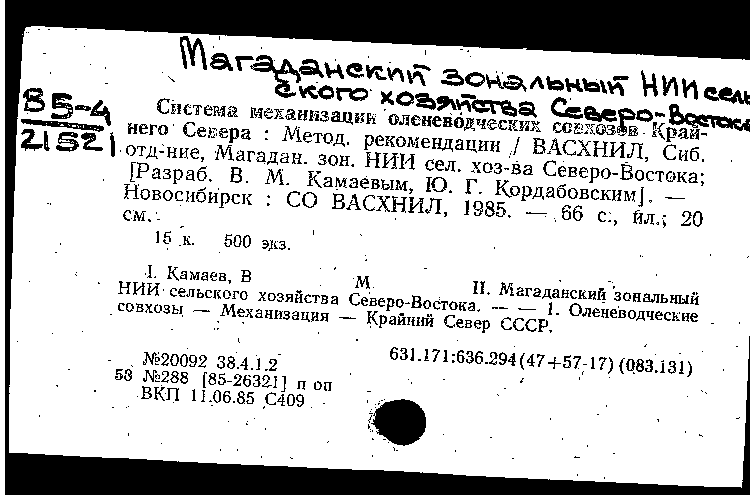 Магаданский зональный НИИ сель
ского хозяйства Северо-Востока
85-4
21521
Система механизации оленеводческих совхозов Край-
него Севера : Метод. рекомендации / ВАСХНИЛ, Сиб.
отд-ние, Магадан. зон. НИИ сел. хоз-ва Северо-Востока;
[Разраб. В. М. Камаевым, Ю. Г. Кордабовским]. —
Новосибирск : СО ВАСХНИЛ, 1985. — 66 с., ил.; 20
см.
15 к. 500 экз.
I. Камаев, В М II. Магаданский зональный
НИИ сельского хозяйства Северо-Востока. — — 1. Оленеводческие
совхозы — Механизация — Крайний Север СССР.
631.171:636.294(47+57-17)(083.131)
№20092 38.4.1.2
58 №288 [85-26321] п оп
ВКП 11.06.85 С409